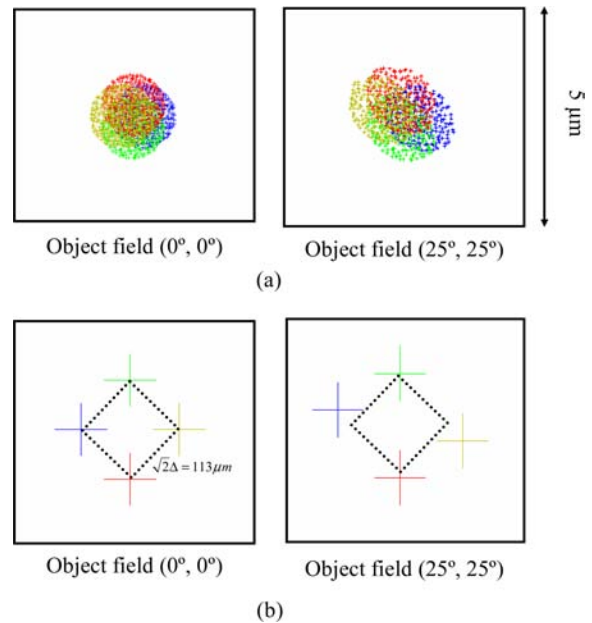 5 μm
Object field (0º, 0º)
Object field (25º, 25º)
(a)
√2Δ = 113μm
Object field (0º, 0º)
Object field (25º, 25º)
(b)